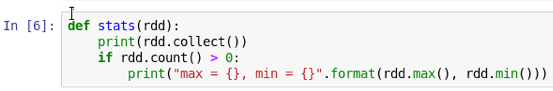 In [6]: def stats(rdd):
    print(rdd.collect())
    if rdd.count() > 0:
        print("max = {}, min = {}".format(rdd.max(), rdd.min()))